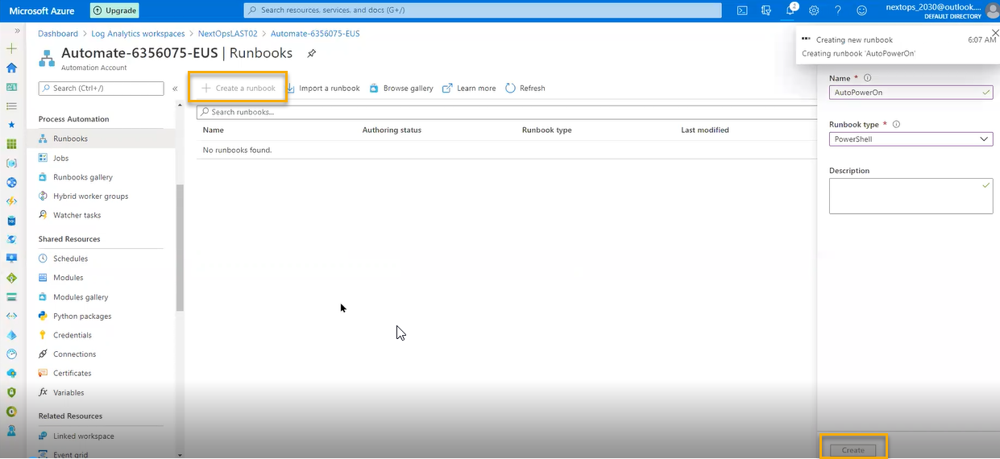 Microsoft Azure
Upgrade
Search resources, services, and docs (G+/)
2
nextops_2030@outlook....
DEFAULT DIRECTORY
Dashboard > Log Analytics workspaces > NextOpsLAST02 > Automate-6356075-EUS
Automate-6356075-EUS | Runbooks
Automation Account
Creating new runbook 6:07 AM
Creating runbook 'AutoPowerOn'
Search (Ctrl+/)
Create a runbook
Import a runbook
Browse gallery
Learn more
Refresh
Search runbooks...
Name Authoring status Runbook type Last modified
No runbooks found.
Process Automation
Runbooks
Jobs
Runbooks gallery
Hybrid worker groups
Watcher tasks
Shared Resources
Schedules
Modules
Modules gallery
Python packages
Credentials
Connections
Certificates
Variables
Related Resources
Linked workspace
Event grid
Name *
AutoPowerOn
Runbook type *
PowerShell
Description
Create